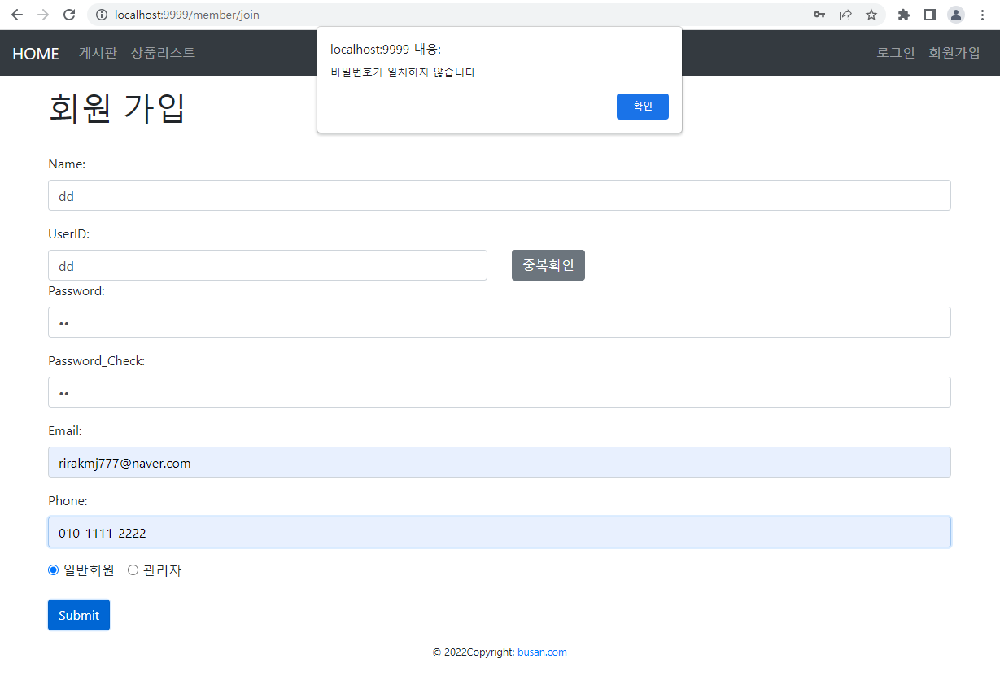 localhost:9999/member/join
HOME 게시판 상품리스트 로그인 회원가입
localhost:9999 내용:
비밀번호가 일치하지 않습니다
확인
회원 가입
Name:
dd
UserID:
dd 중복확인
Password:
••
Password_Check:
••
Email:
rirakmj777@naver.com
Phone:
010-1111-2222
일반회원 관리자
Submit
© 2022Copyright: busan.com